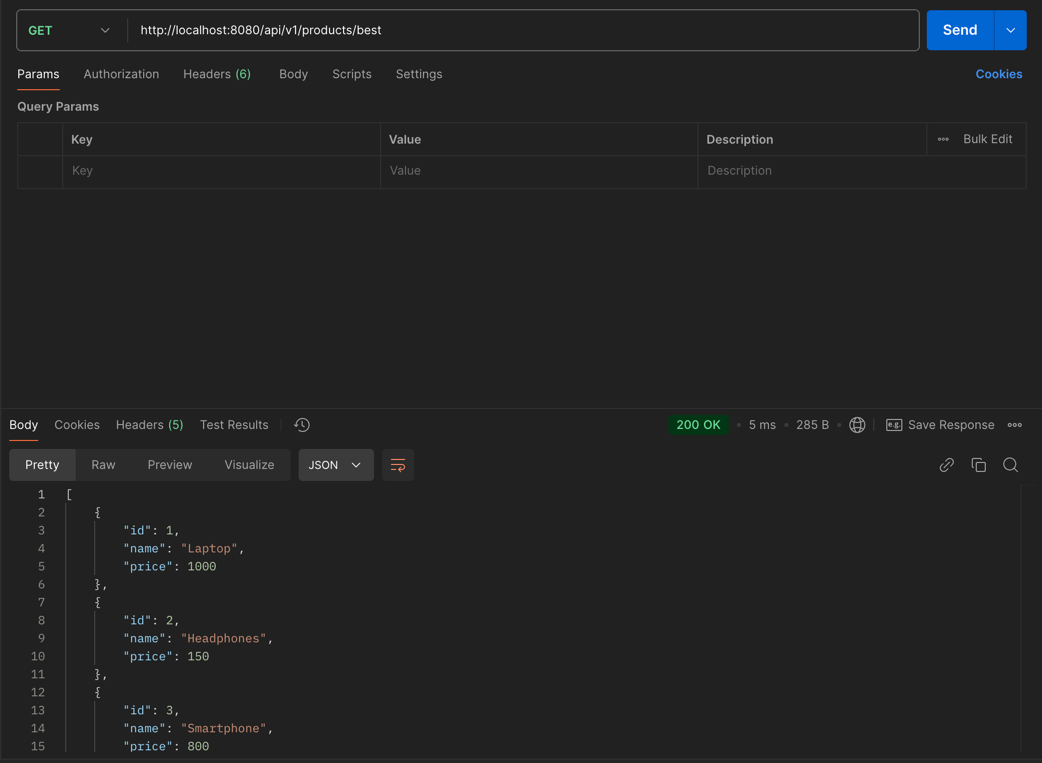 GET http://localhost:8080/api/v1/products/best Send
Params Authorization Headers (6) Body Scripts Settings Cookies
Query Params
Key Value Description Bulk Edit
Key Value Description
Body Cookies Headers (5) Test Results 200 OK 5 ms 285 B e.g. Save Response
Pretty Raw Preview Visualize JSON
1 [
2 {
3 "id": 1,
4 "name": "Laptop",
5 "price": 1000
6 },
7 {
8 "id": 2,
9 "name": "Headphones",
10 "price": 150
11 },
12 {
13 "id": 3,
14 "name": "Smartphone",
15 "price": 800